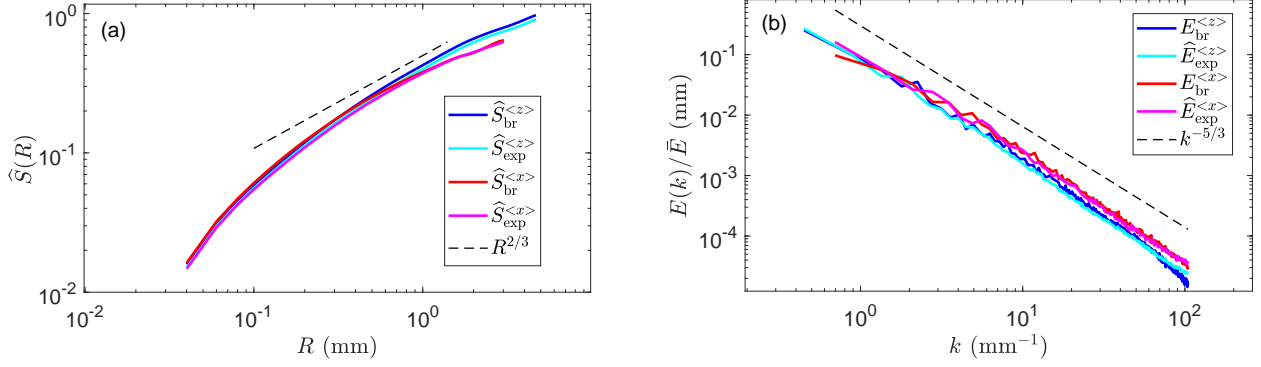 (a)
10^0
10^-1
10^-2
Ŝ(R)
10^-2
10^-1
10^0
R (mm)
Ŝ_br^<z>
Ŝ_exp^<z>
Ŝ_br^<x>
Ŝ_exp^<x>
R^2/3
(b)
10^-1
10^-2
10^-3
10^-4
E(k)/Ē (mm)
10^0
10^1
10^2
k (mm^-1)
E_br^<z>
Ê_exp^<z>
E_br^<x>
Ê_exp^<x>
k^-5/3